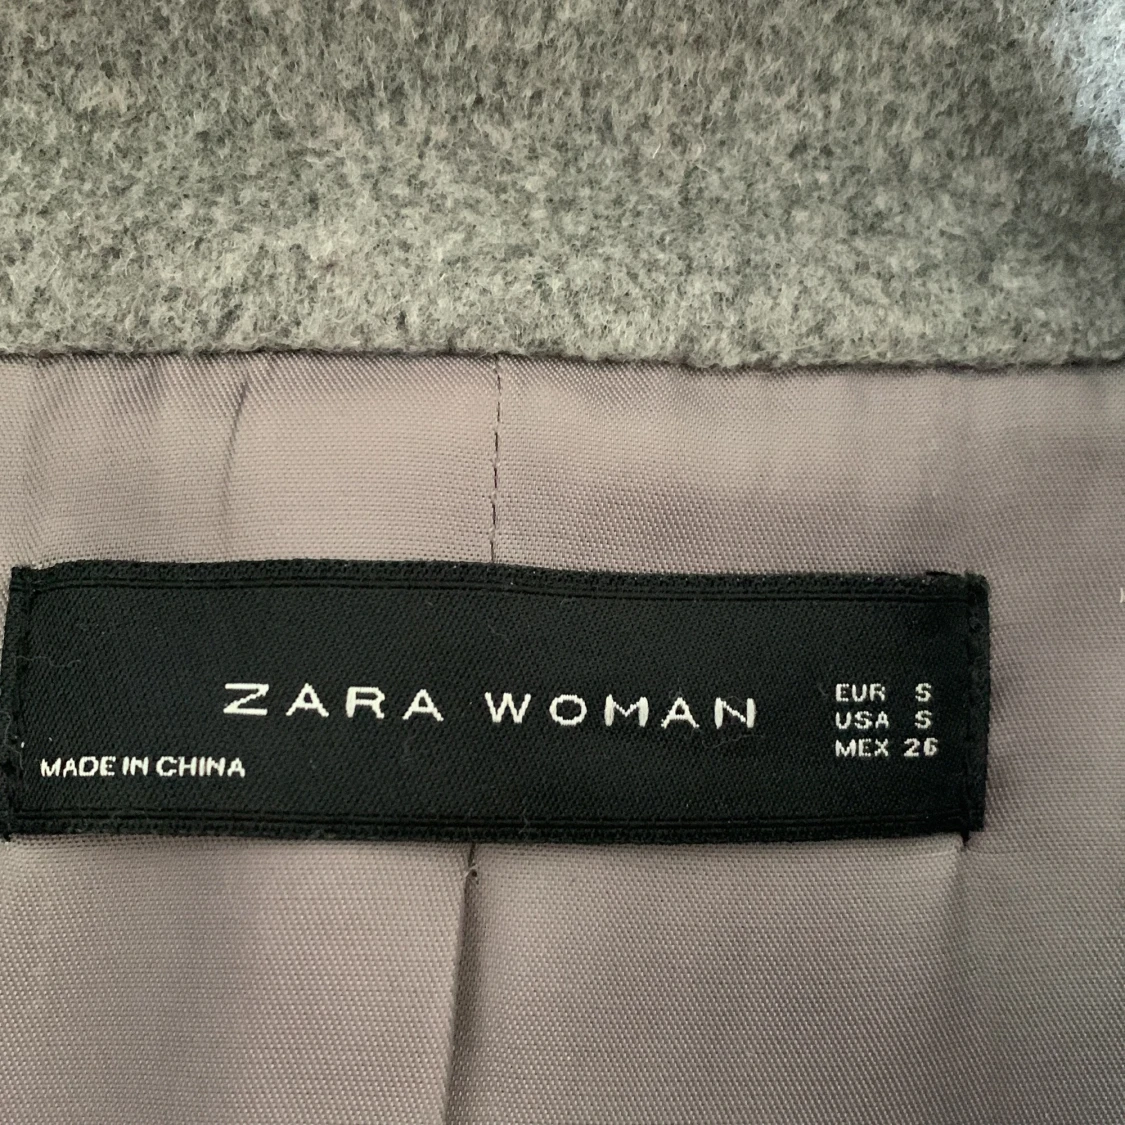 ZARA WOMAN
EUR S
USA S
MEX 26
MADE IN CHINA